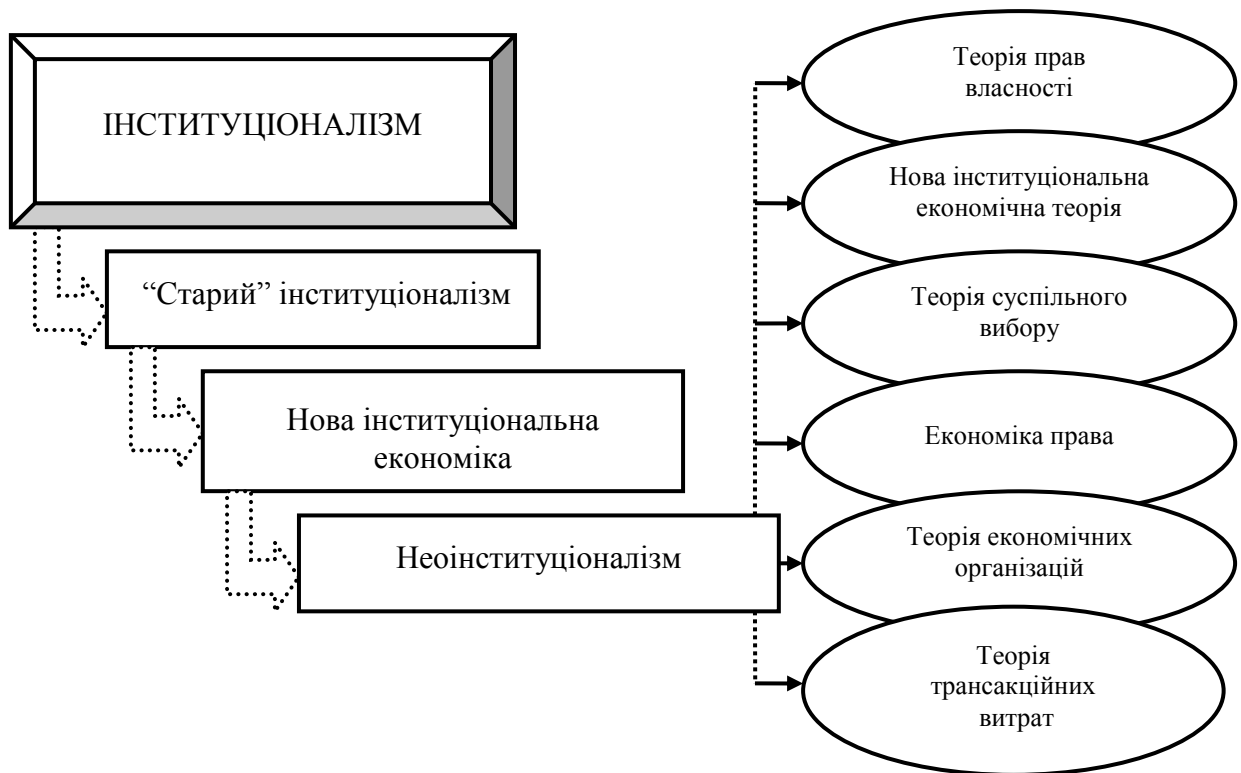 ІНСТИТУЦІОНАЛІЗМ
“Старий” інституціоналізм
Нова інституціональна
економіка
Неоінституціоналізм
Теорія прав
власності
Нова інституціональна
економічна теорія
Теорія суспільного
вибору
Економіка права
Теорія економічних
організацій
Теорія
трансакційних
витрат